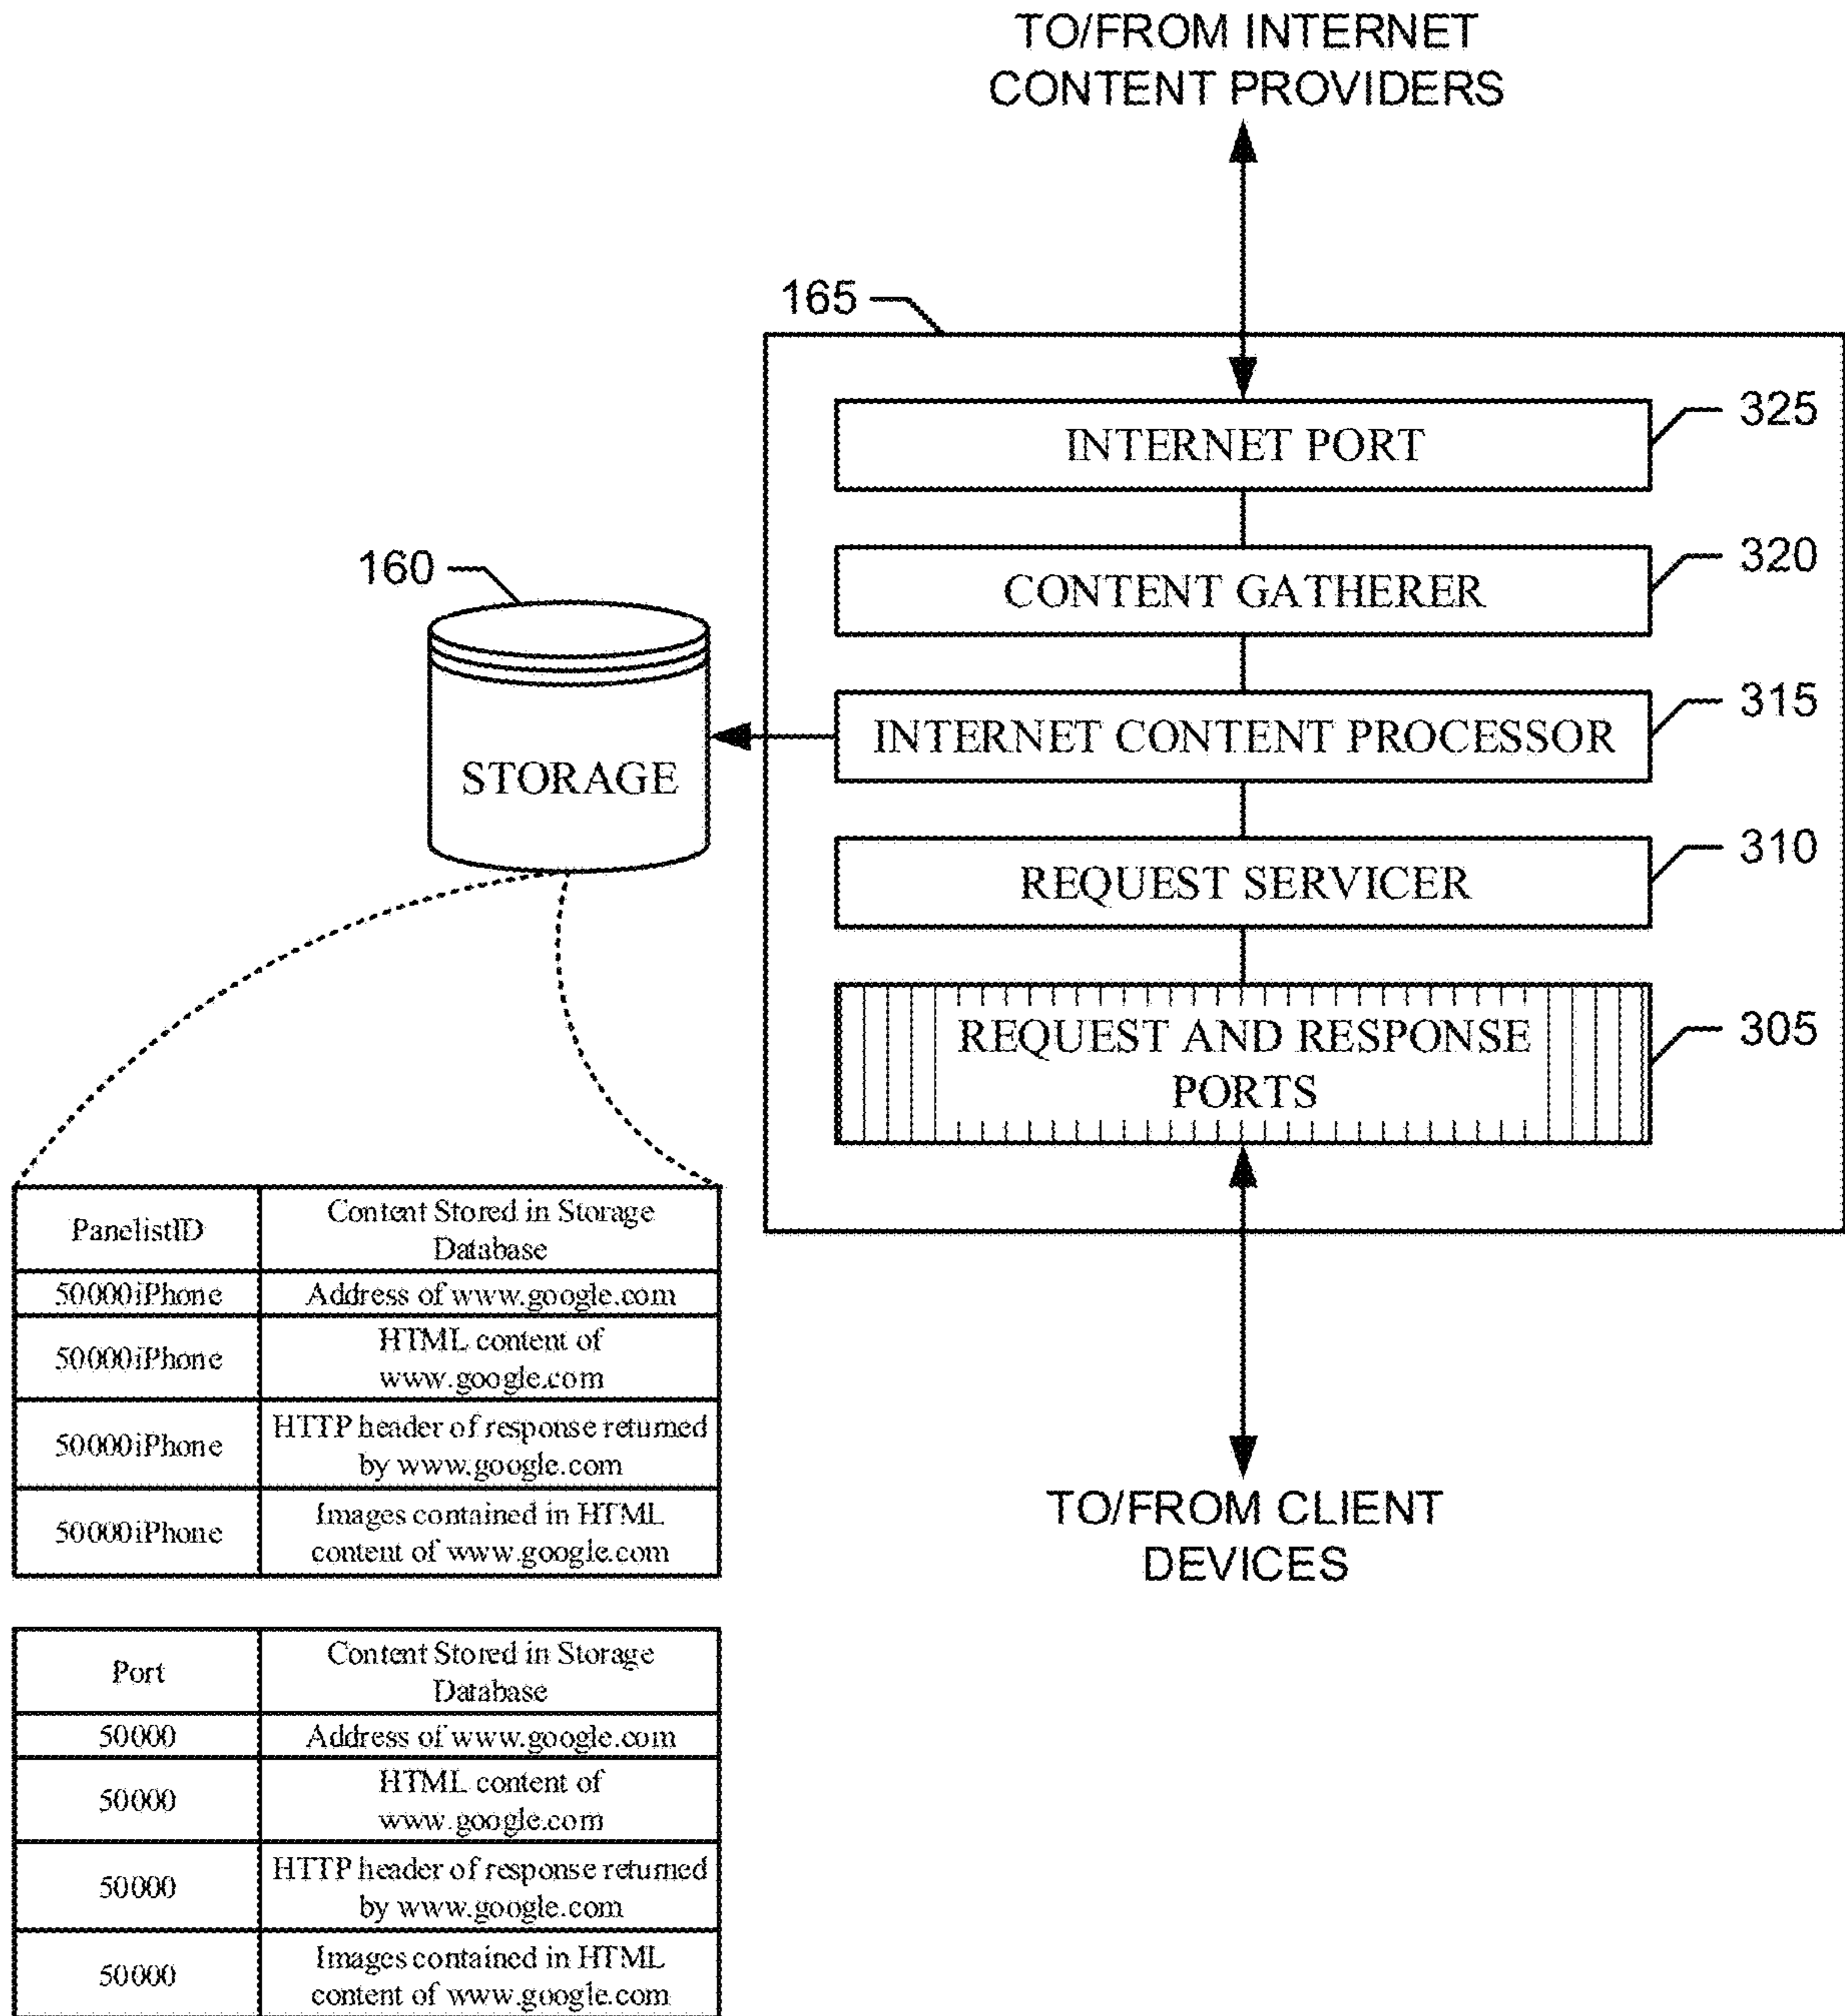 TO/FROM INTERNET
CONTENT PROVIDERS
165
INTERNET PORT
325
CONTENT GATHERER
320
160
INTERNET CONTENT PROCESSOR
315
STORAGE
REQUEST SERVICER
310
REQUEST AND RESPONSE
PORTS
305
PanelistID
Content Stored in Storage
Database
50000iPhone
Address of www.google.com
50000iPhone
HTML content of
www.google.com
50000iPhone
HTTP header of response returned
by www.google.com
50000iPhone
Images contained in HTML
content of www.google.com
TO/FROM CLIENT
DEVICES
Port
Content Stored in Storage
Database
50000
Address of www.google.com
50000
HTML content of
www.google.com
50000
HTTP header of response returned
by www.google.com
50000
Images contained in HTML
content of www.google.com